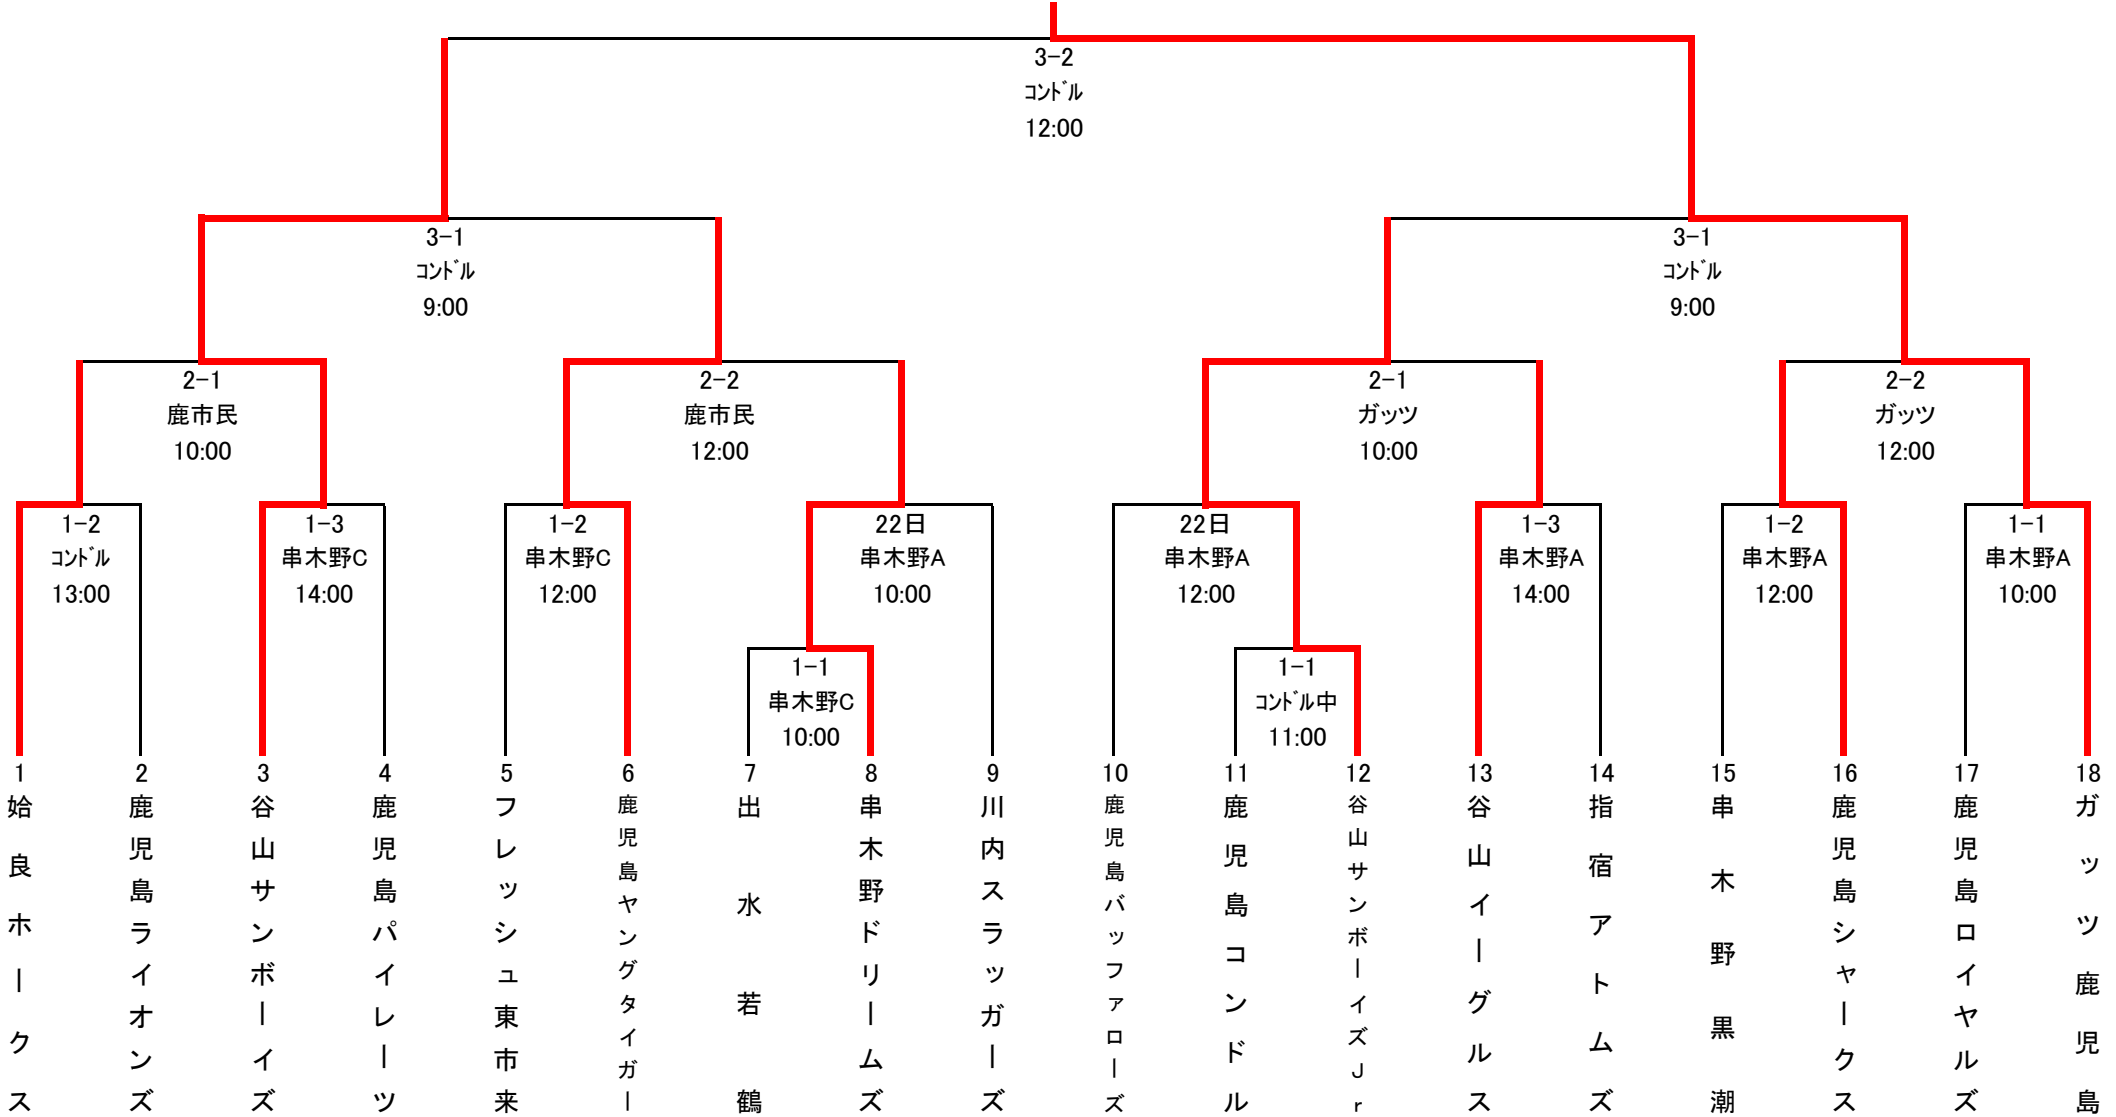 3-2
ｺﾝﾄﾞﾙ
12:00
3-1
ｺﾝﾄﾞﾙ
9:00
3-1
ｺﾝﾄﾞﾙ
9:00
2-1
鹿市民
10:00
2-2
鹿市民
12:00
2-1
ガッツ
10:00
2-2
ガッツ
12:00
1-2
ｺﾝﾄﾞﾙ
13:00
1-3
串木野C
14:00
1-2
串木野C
12:00
22日
串木野A
10:00
22日
串木野A
12:00
1-3
串木野A
14:00
1-2
串木野A
12:00
1-1
串木野A
10:00
1-1
串木野C
10:00
1-1
ｺﾝﾄﾞﾙ中
11:00
1
姶良ホークス
2
鹿児島ライオンズ
3
谷山サンボーイズ
4
鹿児島パイレーツ
5
フレッシュ東市来
6
鹿児島ヤングタイガー
7
出水若鶴
8
串木野ドリームズ
9
川内スラッガーズ
10
鹿児島バッファローズ
11
鹿児島コンドル
12
谷山サンボーイズJr
13
谷山イーグルス
14
指宿アトムズ
15
串木野黒潮
16
鹿児島シャークス
17
鹿児島ロイヤルズ
18
ガッツ鹿児島